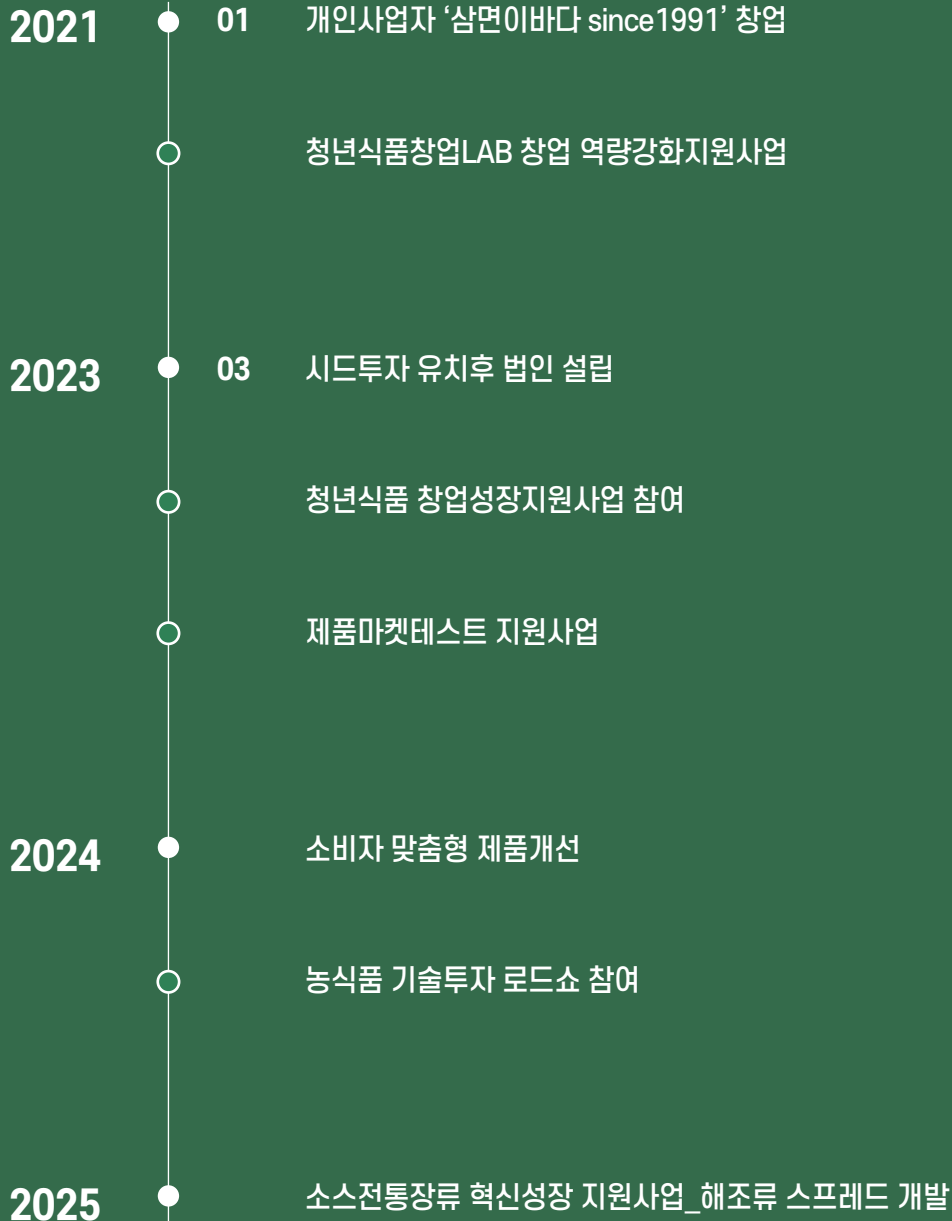 2021 01 개인사업자 ‘삼면이바다 since1991’ 창업
청년식품창업LAB 창업 역량강화지원사업
2023 03 시드투자 유치후 법인 설립
청년식품 창업성장지원사업 참여
제품마켓테스트 지원사업
2024 소비자 맞춤형 제품개선
농식품 기술투자 로드쇼 참여
2025 소스전통장류 혁신성장 지원사업_해조류 스프레드 개발